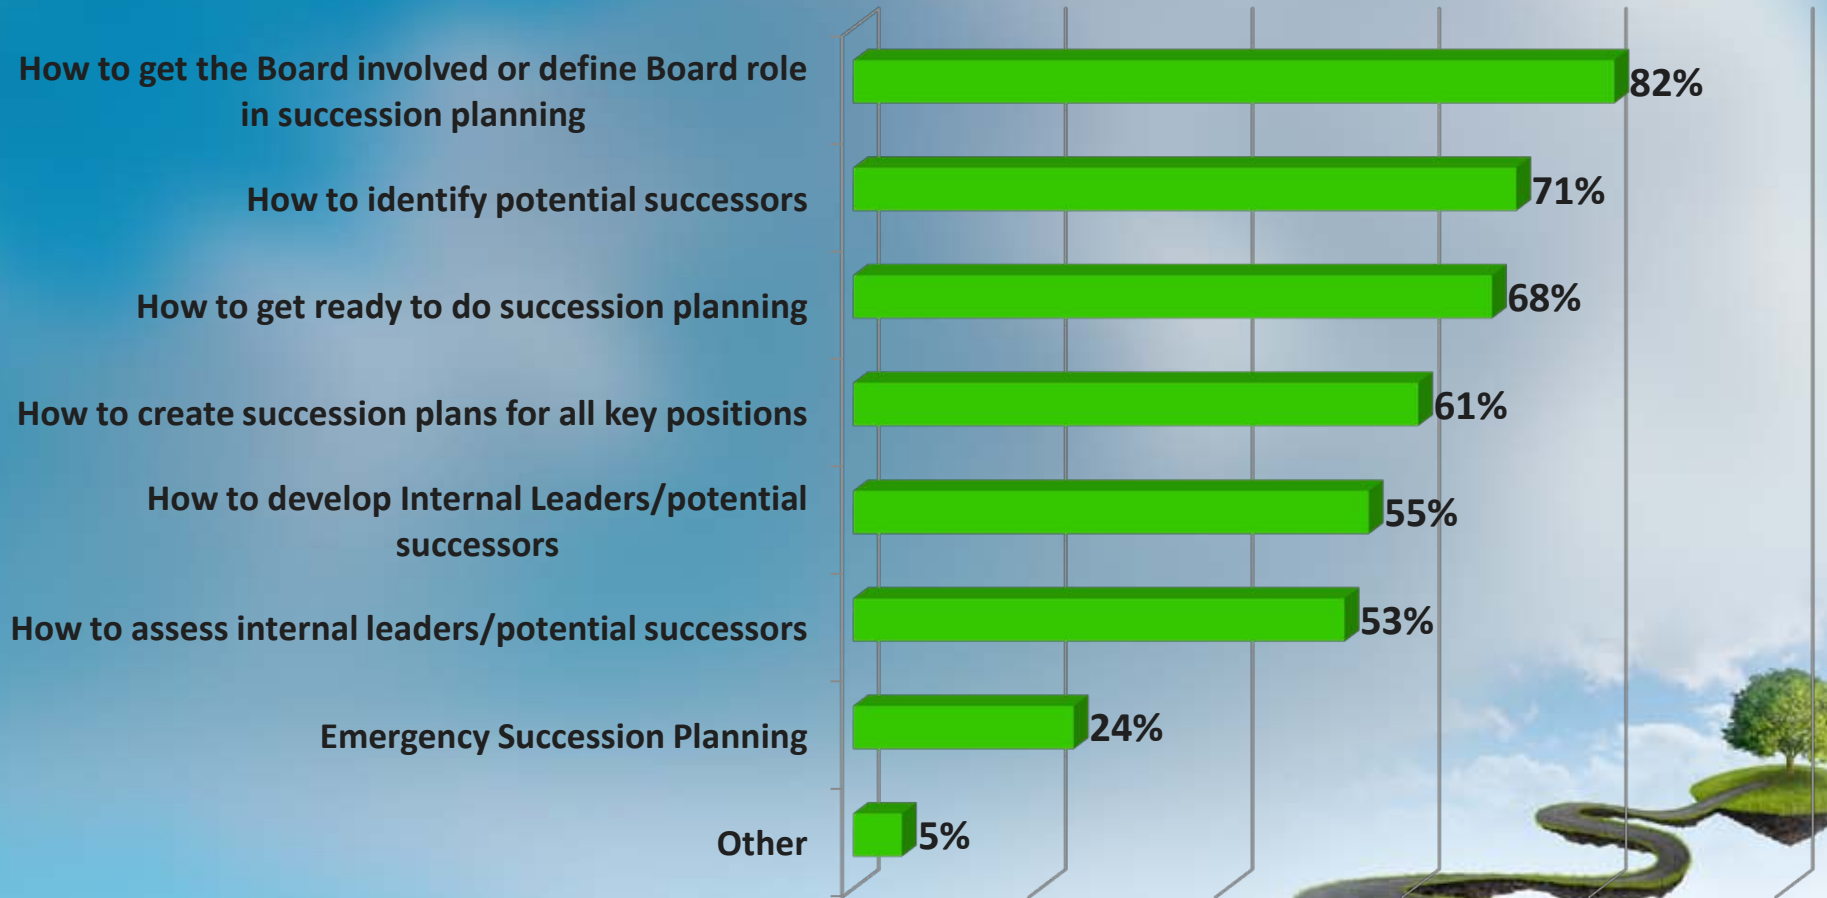 How to get the Board involved or define Board role
in succession planning
82%
How to identify potential successors
71%
How to get ready to do succession planning
68%
How to create succession plans for all key positions
61%
How to develop Internal Leaders/potential
successors
55%
How to assess internal leaders/potential successors
53%
Emergency Succession Planning
24%
Other
5%